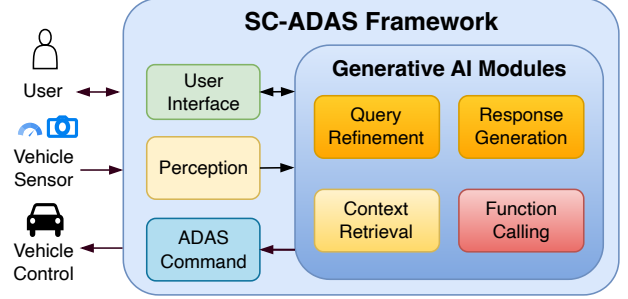 SC-ADAS Framework
User
User
Interface
Generative AI Modules
Query
Refinement
Response
Generation
Vehicle
Sensor
Perception
Context
Retrieval
Function
Calling
Vehicle
Control
ADAS
Command